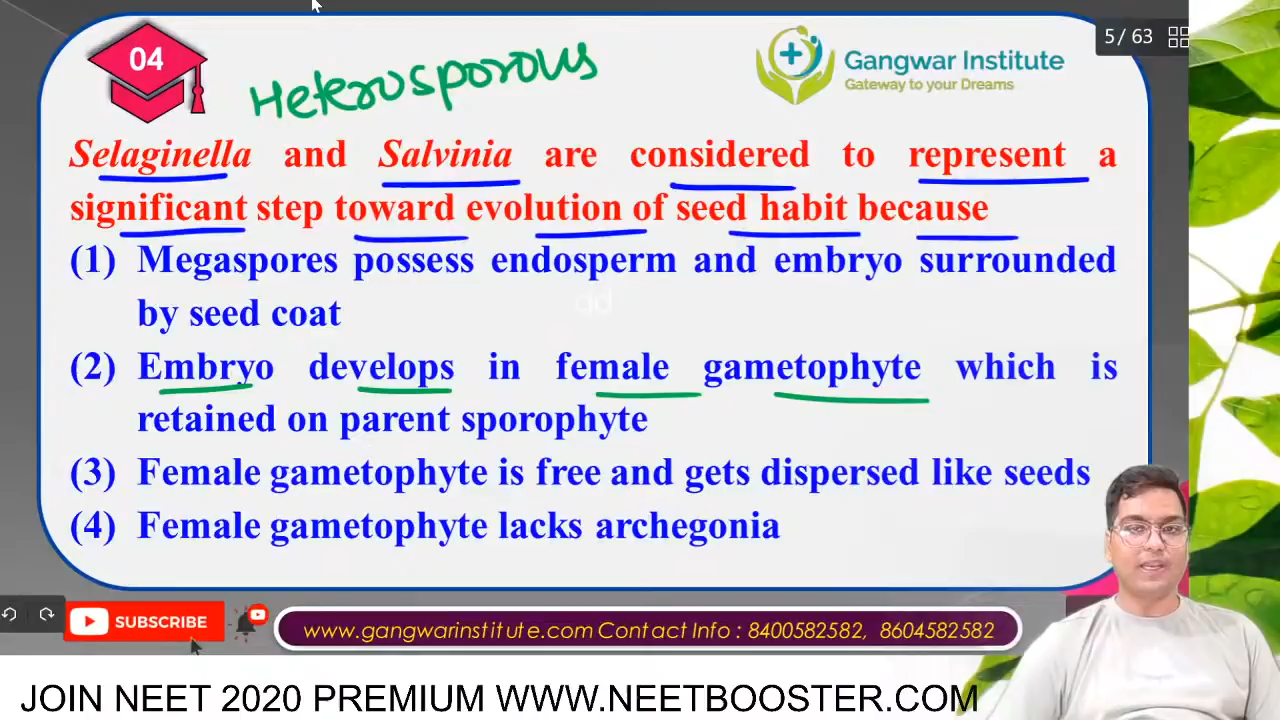 04
Heterosporous
Gangwar Institute
Gateway to your Dreams
5 / 63
Selaginella and Salvinia are considered to represent a
significant step toward evolution of seed habit because
(1) Megaspores possess endosperm and embryo surrounded
by seed coat
(2) Embryo develops in female gametophyte which is
retained on parent sporophyte
(3) Female gametophyte is free and gets dispersed like seeds
(4) Female gametophyte lacks archegonia
SUBSCRIBE
www.gangwarinstitute.com Contact Info : 8400582582, 8604582582
JOIN NEET 2020 PREMIUM WWW.NEETBOOSTER.COM